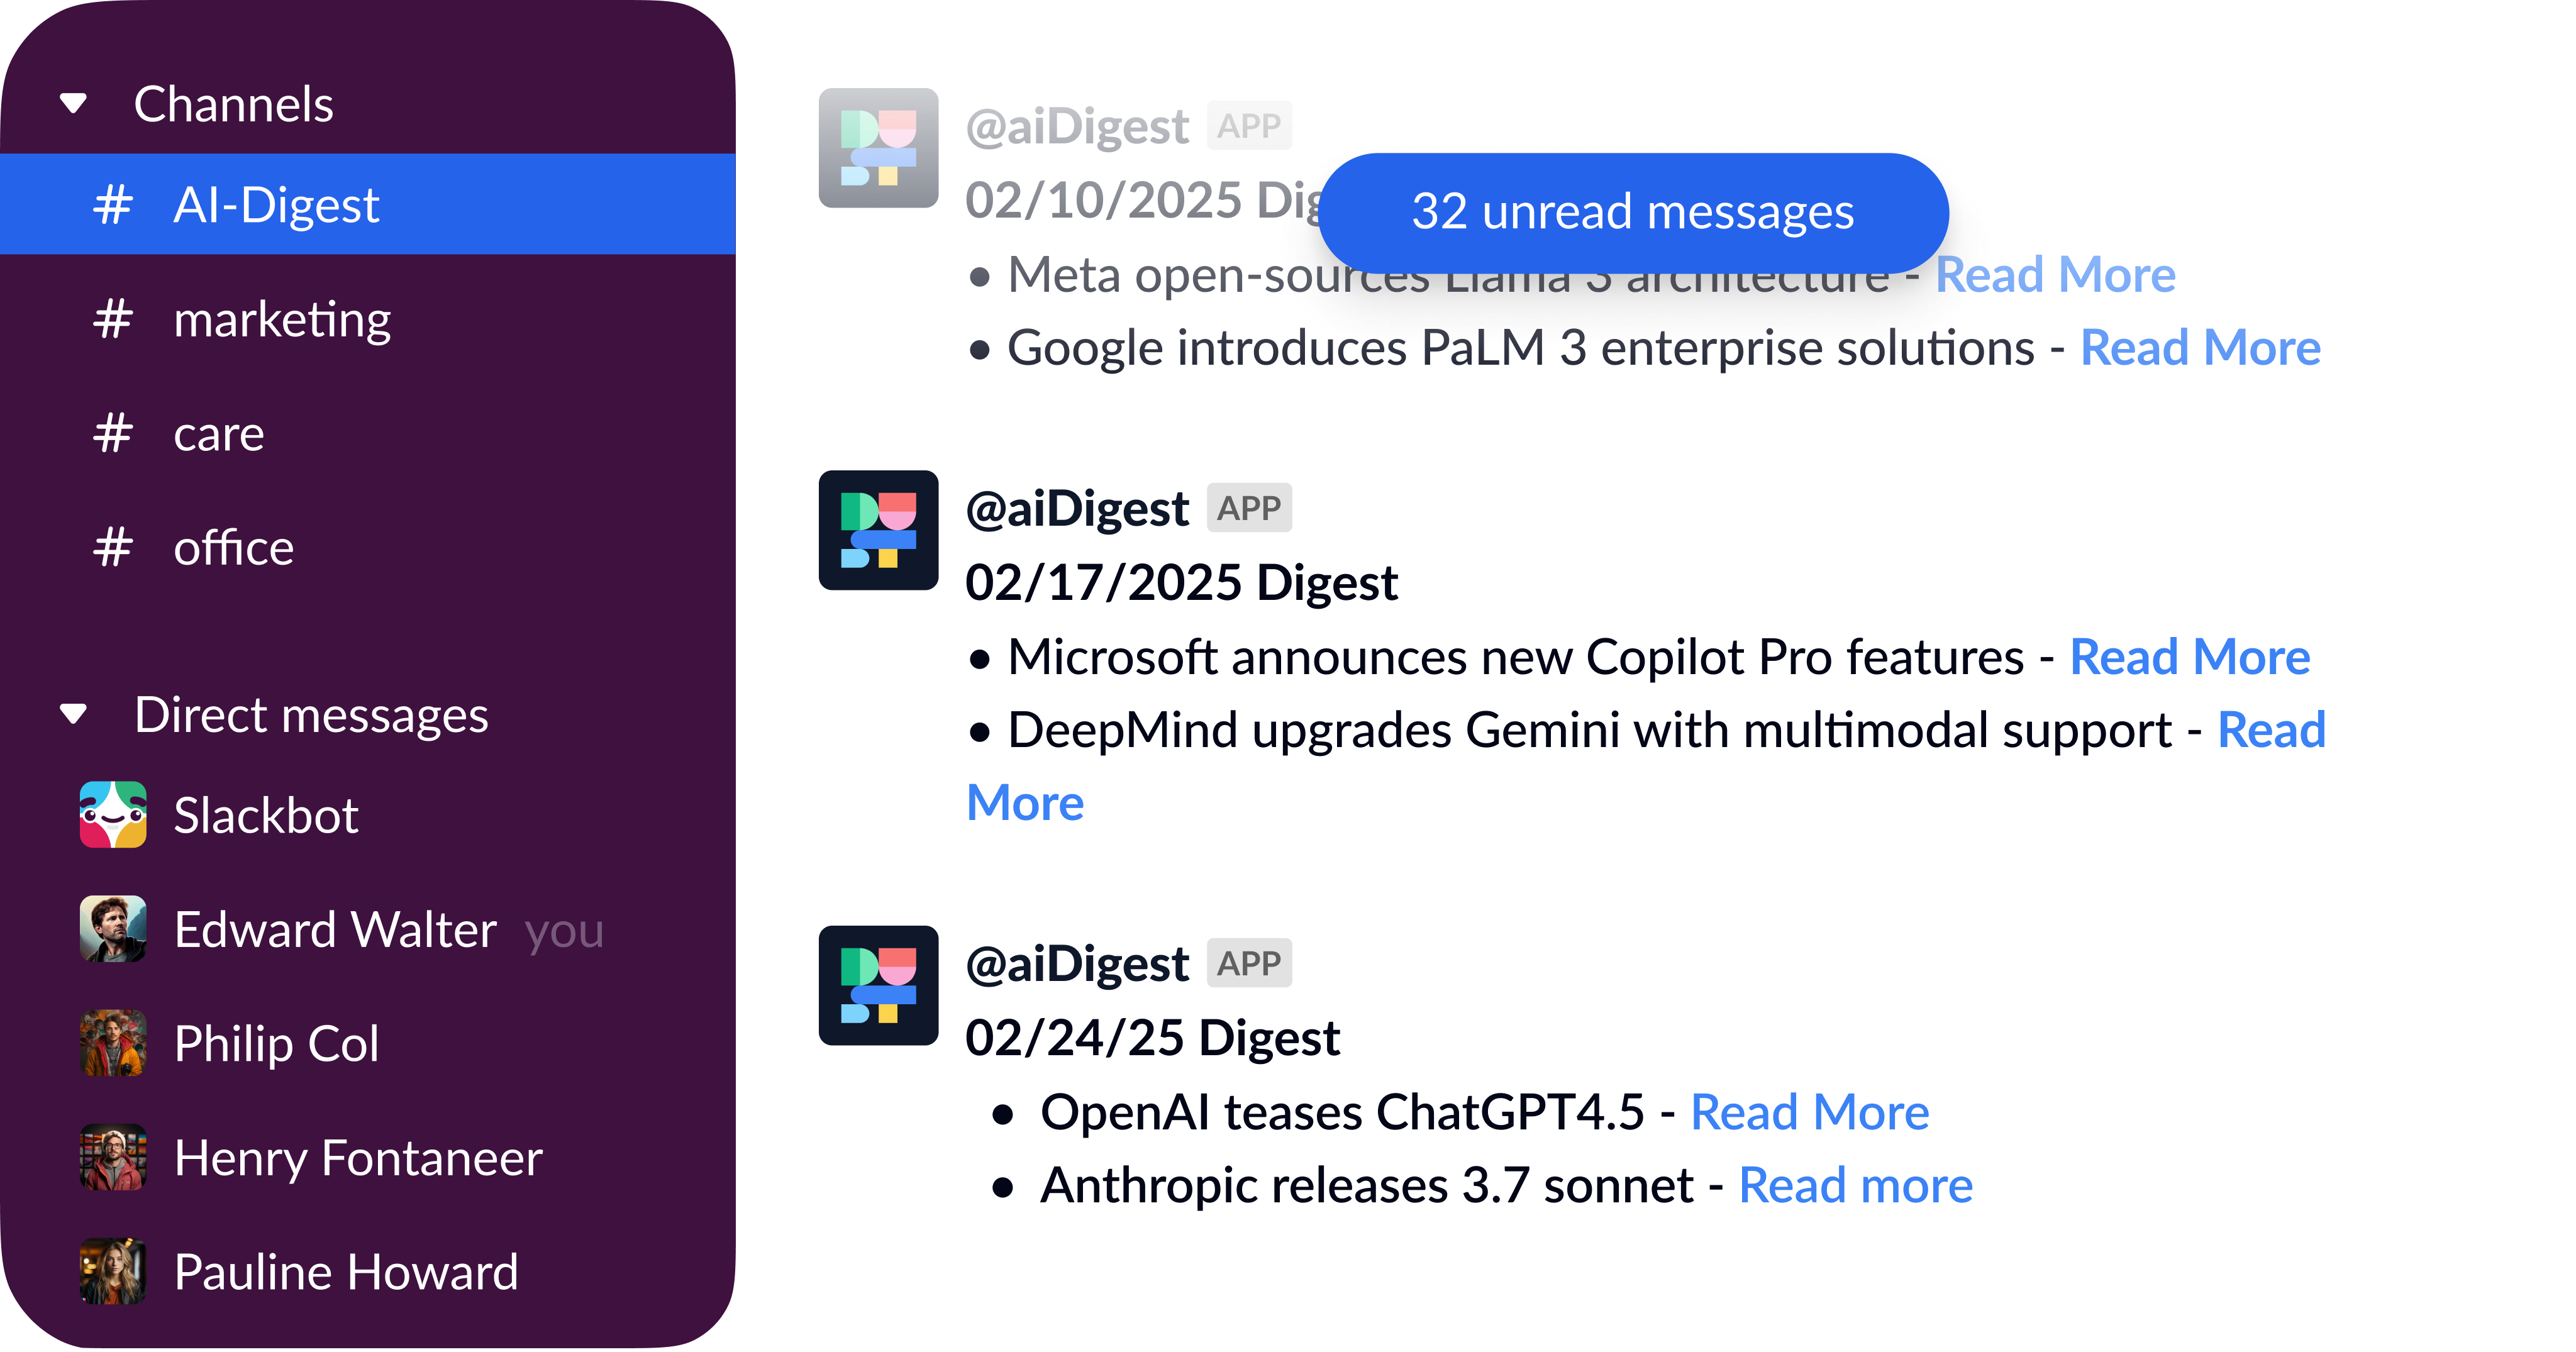 Channels
# AI-Digest
# marketing
# care
# office
Direct messages
Slackbot
Edward Walter you
Philip Col
Henry Fontaneer
Pauline Howard
@aiDigest APP
02/10/2025 Dig
32 unread messages
• Meta open-sources Llama 3 architecture - Read More
• Google introduces PaLM 3 enterprise solutions - Read More
@aiDigest APP
02/17/2025 Digest
• Microsoft announces new Copilot Pro features - Read More
• DeepMind upgrades Gemini with multimodal support - Read
More
@aiDigest APP
02/24/25 Digest
• OpenAI teases ChatGPT4.5 - Read More
• Anthropic releases 3.7 sonnet - Read more